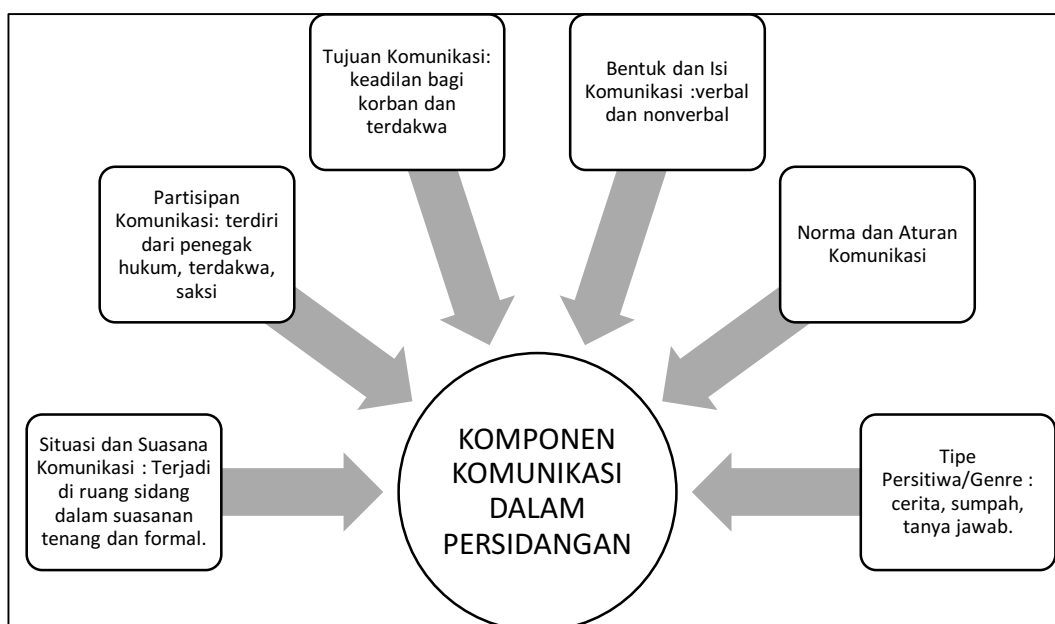 Tujuan Komunikasi:
keadilan bagi
korban dan
terdakwa
Bentuk dan Isi
Komunikasi :verbal
dan nonverbal
Partisipan
Komunikasi: terdiri
dari penegak
hukum, terdakwa,
saksi
Norma dan Aturan
Komunikasi
Situasi dan Suasana
Komunikasi : Terjadi
di ruang sidang
dalam suasanan
tenang dan formal.
KOMPONEN
KOMUNIKASI
DALAM
PERSIDANGAN
Tipe
Persitiwa/Genre :
cerita, sumpah,
tanya jawab.